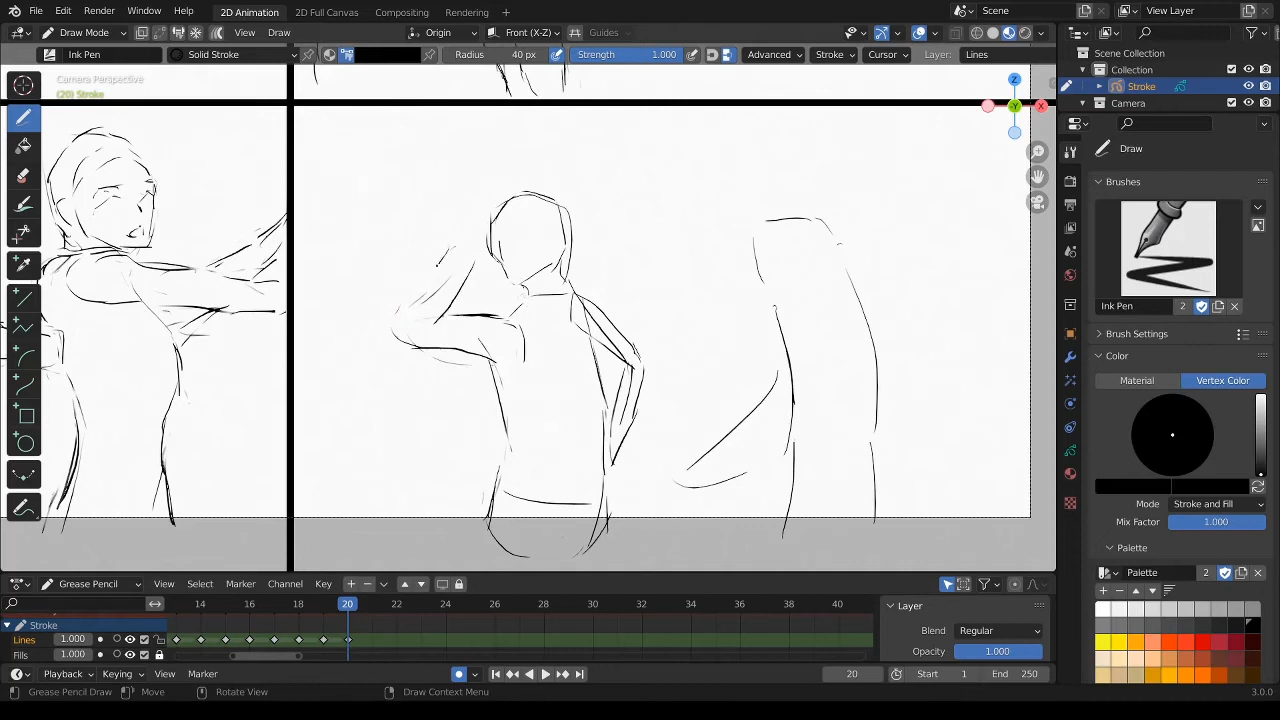 File Edit Render Window Help 2D Animation 2D Full Canvas Compositing Rendering + Scene View Layer
Draw Mode View Draw Origin Front (X-Z) Guides
Ink Pen Solid Stroke Radius 40 px Strength 1.000 Advanced Stroke Cursor Layer: Lines
Scene Collection
Collection
Stroke
Camera
Camera Perspective
(20) Stroke
Z
Y
X
Draw
Brushes
Ink Pen 2
Brush Settings
Color
Material Vertex Color
Mode Stroke and Fill
Mix Factor 1.000
Palette
Palette 2
Grease Pencil View Select Marker Channel Key
14 16 18 20 22 24 26 28 30 32 34 36 38 40
Stroke
Lines 1.000
Fills 1.000
Layer
Blend Regular
Opacity 1.000
Playback Keying View Marker 20 Start 1 End 250
Grease Pencil Draw Move Rotate View Draw Context Menu 3.0.0